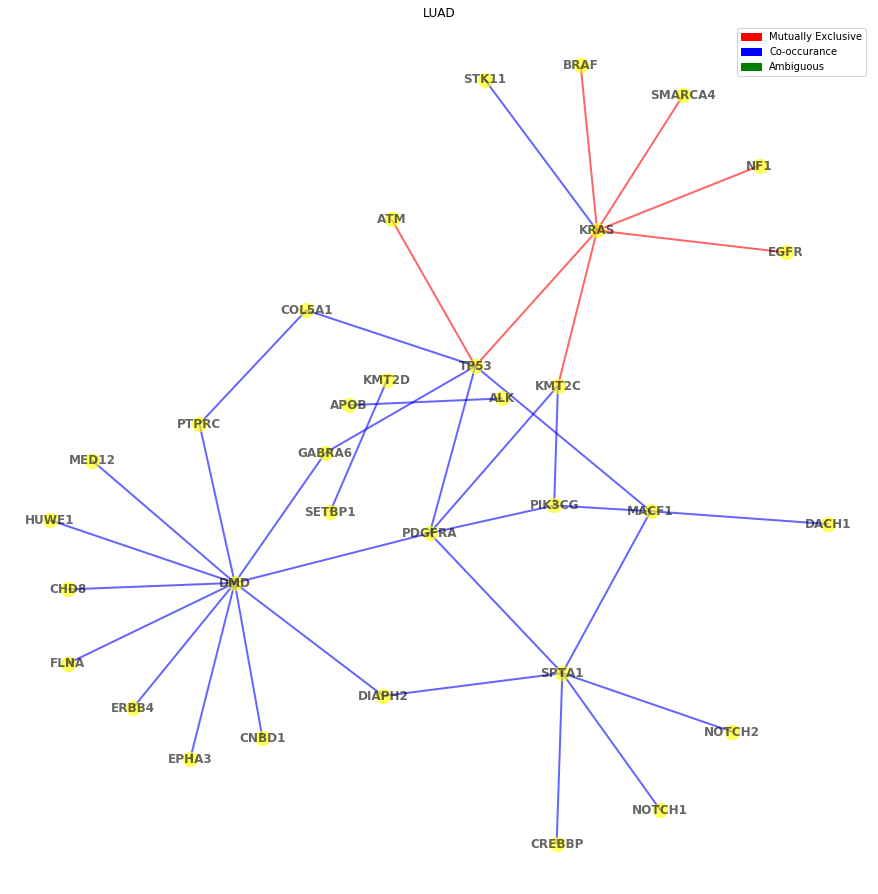 LUAD
Mutually Exclusive
Co-occurance
Ambiguous
BRAF
STK11
SMARCA4
NF1
ATM
KRAS
EGFR
COL5A1
TP53
KMT2D
KMT2C
APOB
ALK
PTPRC
GABRA6
MED12
PIK3CG
SETBP1
MACF1
HUWE1
DACH1
PDGFRA
DMD
CHD8
FLNA
SPTA1
DIAPH2
ERBB4
NOTCH2
CNBD1
EPHA3
NOTCH1
CREBBP